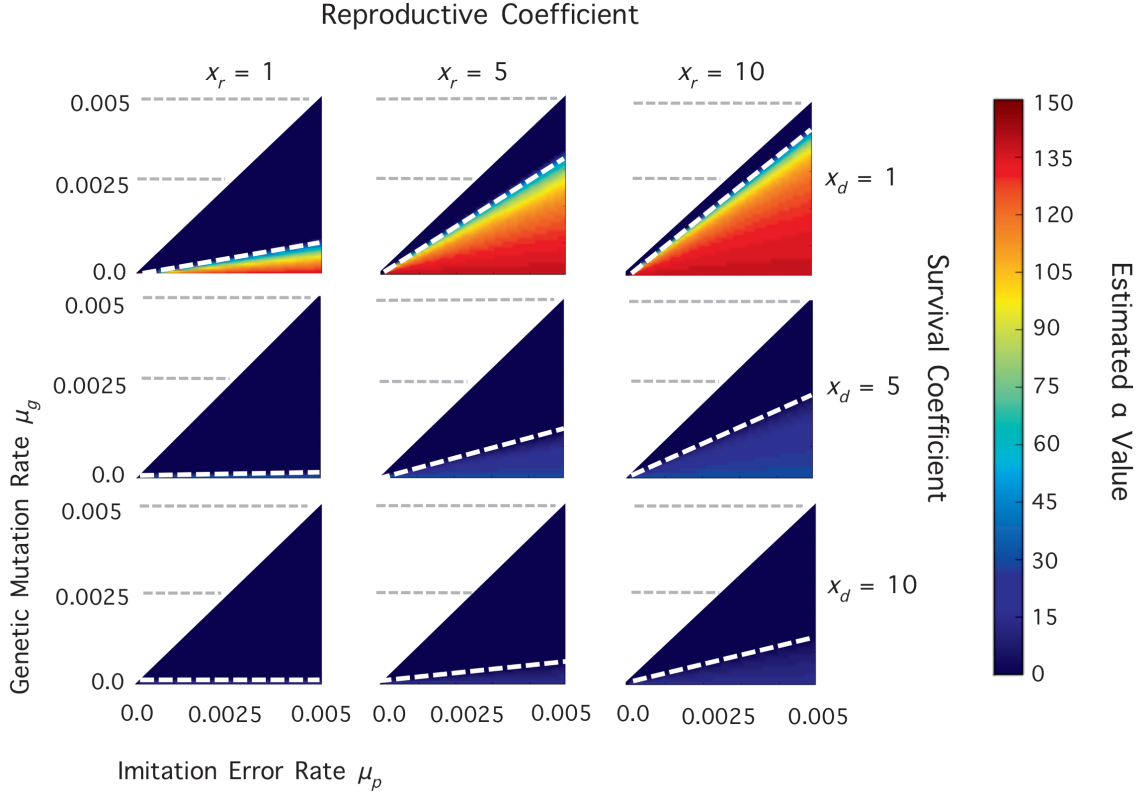 Reproductive Coefficient
x_r = 1
x_r = 5
x_r = 10
0.005
0.0025
0.0
x_d = 1
0.005
0.0025
0.0
x_d = 5
0.005
0.0025
0.0
x_d = 10
0.0 0.0025 0.005
0.0 0.0025 0.005
0.0 0.0025 0.005
Imitation Error Rate μ_p
Genetic Mutation Rate μ_g
Survival Coefficient
150
135
120
105
90
75
60
45
30
15
0
Estimated α Value